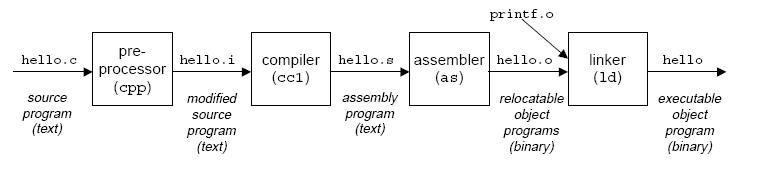 printf.o
hello.c
pre-
processor
(cpp)
hello.i
compiler
(cc1)
hello.s
assembler
(as)
hello.o
linker
(ld)
hello
source
program
(text)
modified
source
program
(text)
assembly
program
(text)
relocatable
object
programs
(binary)
executable
object
program
(binary)